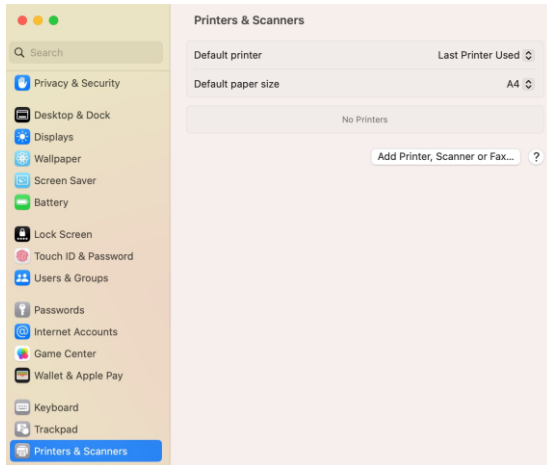 Printers & Scanners
Search
Privacy & Security
Desktop & Dock
Displays
Wallpaper
Screen Saver
Battery
Lock Screen
Touch ID & Password
Users & Groups
Passwords
Internet Accounts
Game Center
Wallet & Apple Pay
Keyboard
Trackpad
Printers & Scanners
Default printer Last Printer Used
Default paper size A4
No Printers
Add Printer, Scanner or Fax... ?